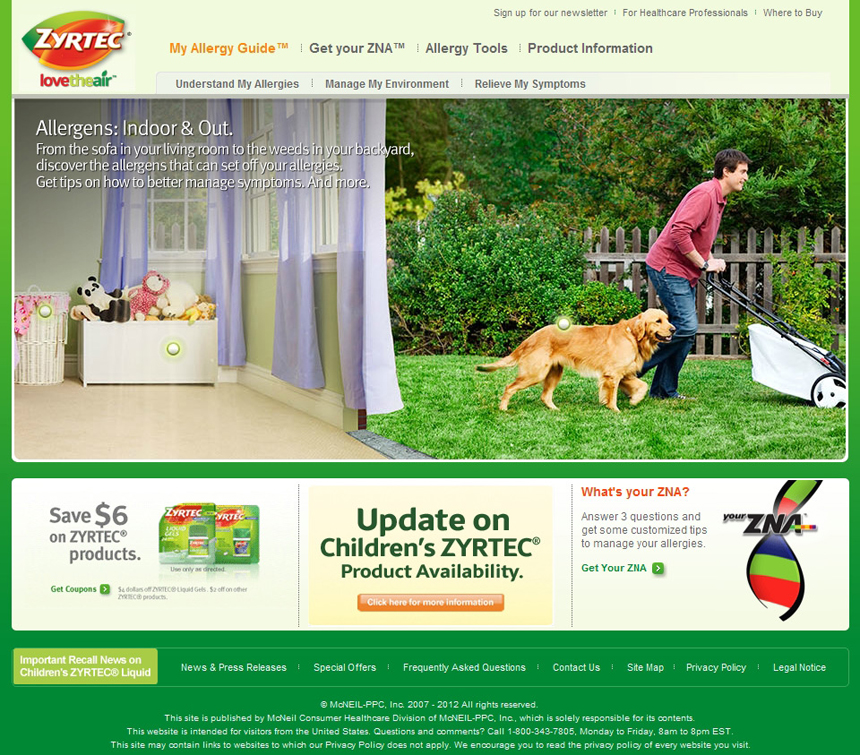 Sign up for our newsletter
For Healthcare Professionals
Where to Buy
ZYRTEC®
lovetheair™
My Allergy Guide™
Get your ZNA™
Allergy Tools
Product Information
Understand My Allergies
Manage My Environment
Relieve My Symptoms
Allergens: Indoor & Out.
From the sofa in your living room to the weeds in your backyard,
discover the allergens that can set off your allergies.
Get tips on how to better manage symptoms. And more.
Save $6
on ZYRTEC®
products.
ZYRTEC
LIQUID
GELS
ZYRTEC
Use only as directed.
Get Coupons
$4 dollars off ZYRTEC® Liquid Gels . $2 off on other
ZYRTEC® products.
Update on
Children's ZYRTEC®
Product Availability.
Click here for more information
What's your ZNA?
Answer 3 questions and
get some customized tips
to manage your allergies.
Get Your ZNA
your ZNA
Important Recall News on
Children's ZYRTEC® Liquid
News & Press Releases
Special Offers
Frequently Asked Questions
Contact Us
Site Map
Privacy Policy
Legal Notice
© McNEIL-PPC, Inc. 2007 - 2012 All rights reserved.
This site is published by McNeil Consumer Healthcare Division of McNEIL-PPC, Inc., which is solely responsible for its contents.
This website is intended for visitors from the United States. Questions and comments? Call 1-800-343-7805, Monday to Friday, 8am to 8pm EST.
This site may contain links to websites to which our Privacy Policy does not apply. We encourage you to read the privacy policy of every website you visit.